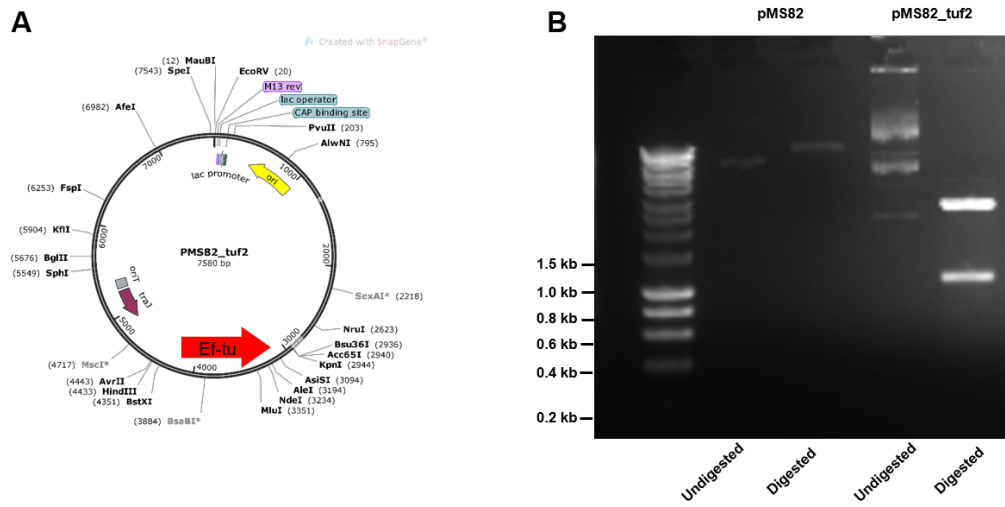 A
Created with SnapGene®
(12) MauBI
(7543) SpeI
EcoRV (20)
M13 rev
lac operator
CAP binding site
PvuII (203)
AlwNI (795)
(6982) AfeI
7000
1000
lac promoter
ori
(6253) FspI
(5904) KflI
6000
(5676) BglII
(5549) SphI
PMS82_tuf2
7580 bp
2000
oriT
traJ
SexAI* (2218)
5000
NruI (2623)
3000
Bsu36I (2936)
Acc65I (2940)
KpnI (2944)
Ef-tu
4000
(4717) MscI*
(4443) AvrII
(4433) HindIII
(4351) BstXI
(3884) BsaBI*
AsiSI (3094)
AleI (3194)
NdeI (3234)
MluI (3351)
B
pMS82 pMS82_tuf2
1.5 kb
1.0 kb
0.8 kb
0.6 kb
0.4 kb
0.2 kb
Undigested Digested Undigested Digested